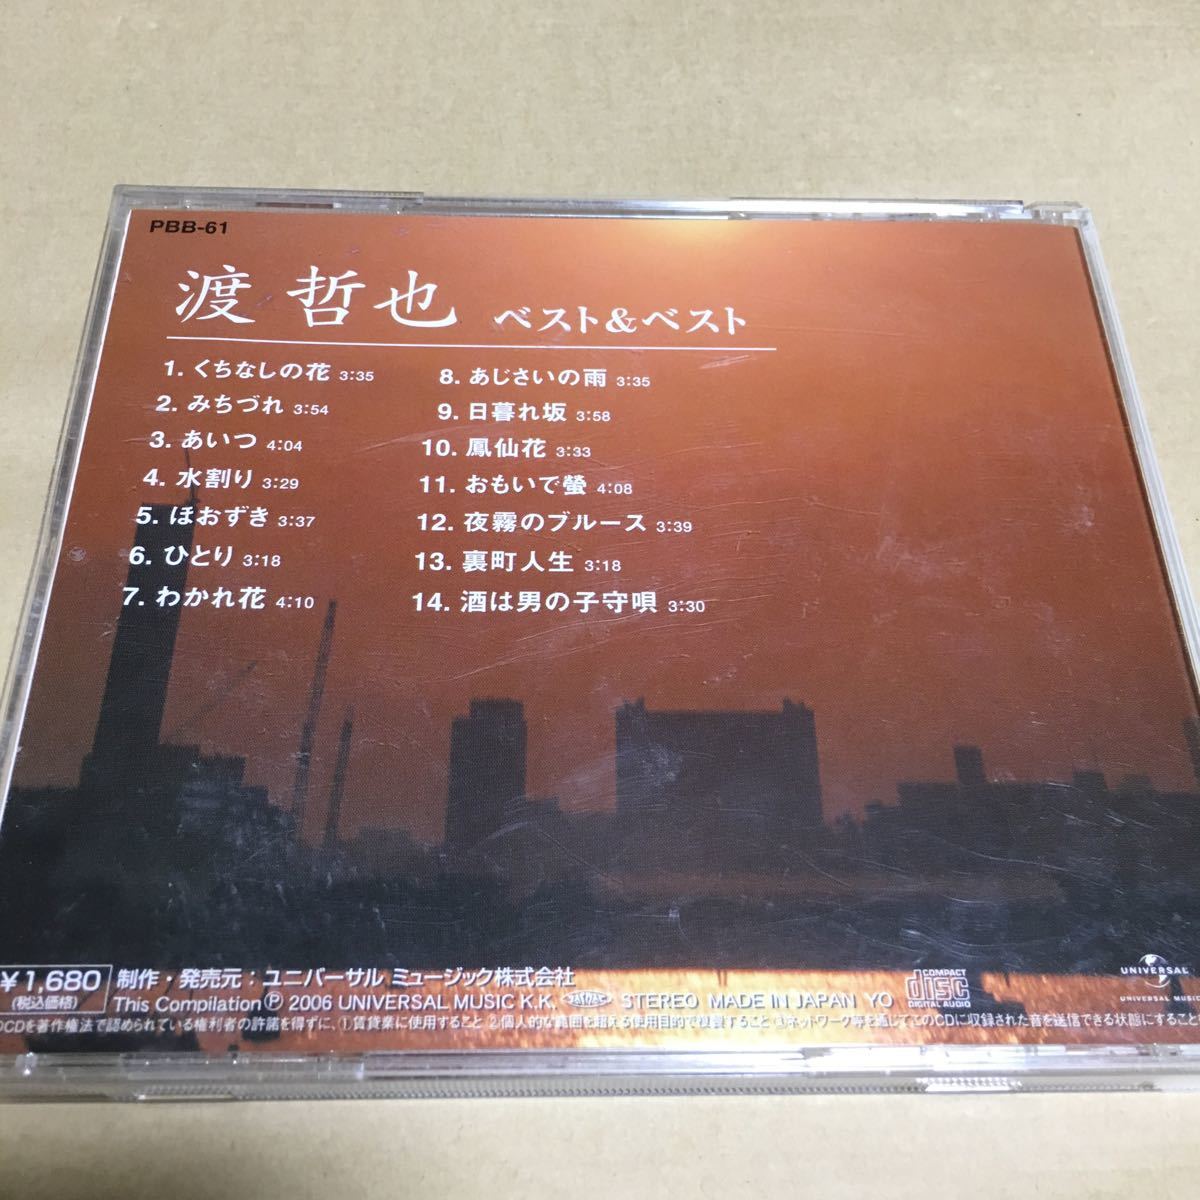 PBB-61
渡 哲也 ベスト&ベスト
1. くちなしの花 3:35
2. みちづれ 3:54
3. あいつ 4:04
4. 水割り 3:29
5. ほおずき 3:37
6. ひとり 3:18
7. わかれ花 4:10
8. あじさいの雨 3:35
9. 日暮れ坂 3:58
10. 鳳仙花 3:33
11. おもいで螢 4:08
12. 夜霧のブルース 3:39
13. 裏町人生 3:18
14. 酒は男の子守唄 3:30
¥1,680
(税込価格)
制作・発売元：ユニバーサル ミュージック株式会社
This Compilation Ⓟ 2006 UNIVERSAL MUSIC K.K. JASRAC STEREO MADE IN JAPAN YO
COMPACT
disc
DIGITAL AUDIO
UNIVERSAL
UNIVERSAL MUSIC
CDを著作権法で認められている権利者の許諾を得ずに、①賃貸業に使用すること ②個人的な範囲を超える使用目的で複製すること ③ネットワーク等を通じてこのCDに収録された音を送信できる状態にすること